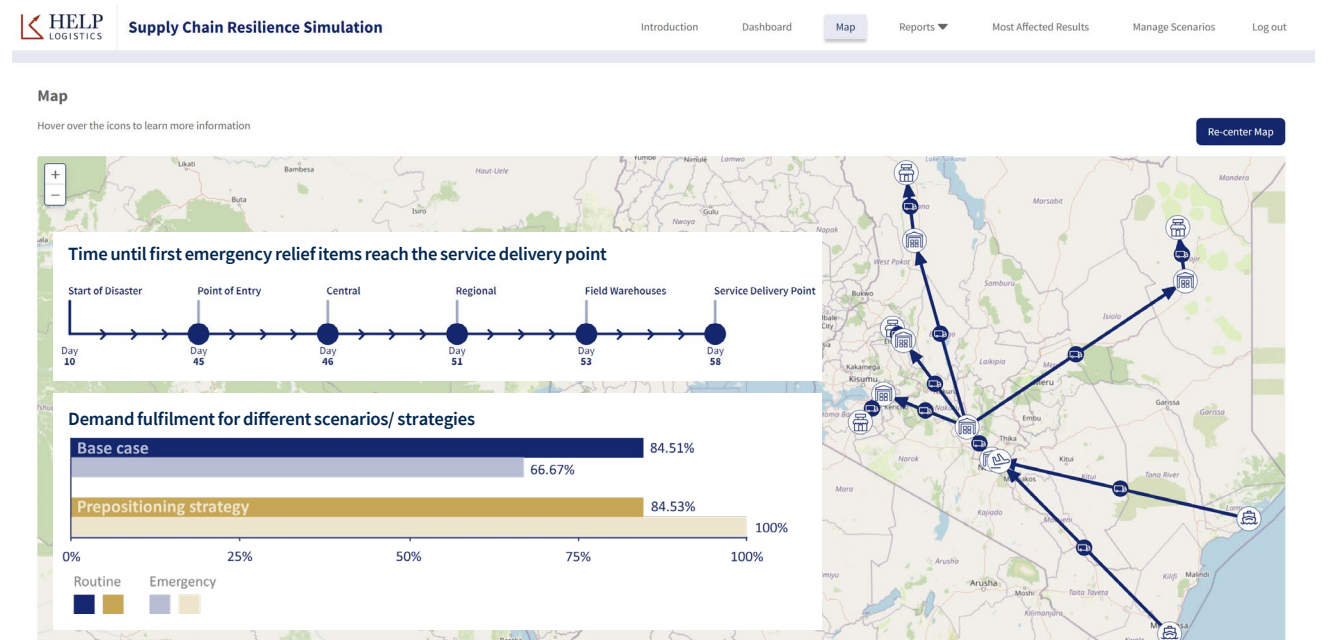 HELP
LOGISTICS
Supply Chain Resilience Simulation
Introduction
Dashboard
Map
Reports
Most Affected Results
Manage Scenarios
Log out
Map
Hover over the icons to learn more information
Re-center Map
+
−
Likati
Bambesa
Haut-Uele
Yumbe
Nimule
Lamwo
Lake Turkana
Mandera
Buta
Isiro
Gulu
Nwoya
Napak
Marsabit
West Pokot
Samburu
Bukwo
Isiolo
Laikipia
Kakamega
Kisumu
Meru
Embu
Garissa
Garissa
Thika
Narok
Kitui
Kitui
Tana River
Mara
Kajiado
Arusha
Arusha
Moshi
Taita Taveta
Kilifi
Malindi
Kilimanjaro
Time until first emergency relief items reach the service delivery point
Start of Disaster
Point of Entry
Central
Regional
Field Warehouses
Service Delivery Point
Day
10
Day
45
Day
46
Day
51
Day
53
Day
58
Demand fulfilment for different scenarios/ strategies
Base case
84.51%
66.67%
Prepositioning strategy
84.53%
100%
0%
25%
50%
75%
100%
Routine
Emergency